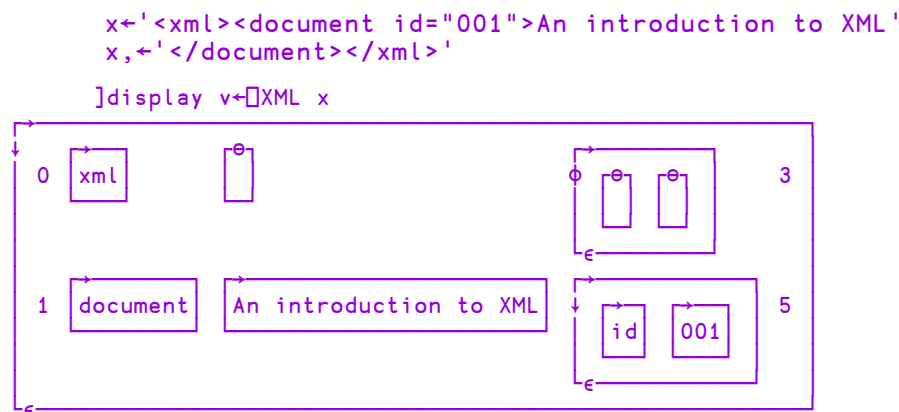 x←'<xml><document id="001">An introduction to XML'
x,←'</document></xml>'
]display v←⎕XML x
0 xml 3
1 document An introduction to XML id 001 5